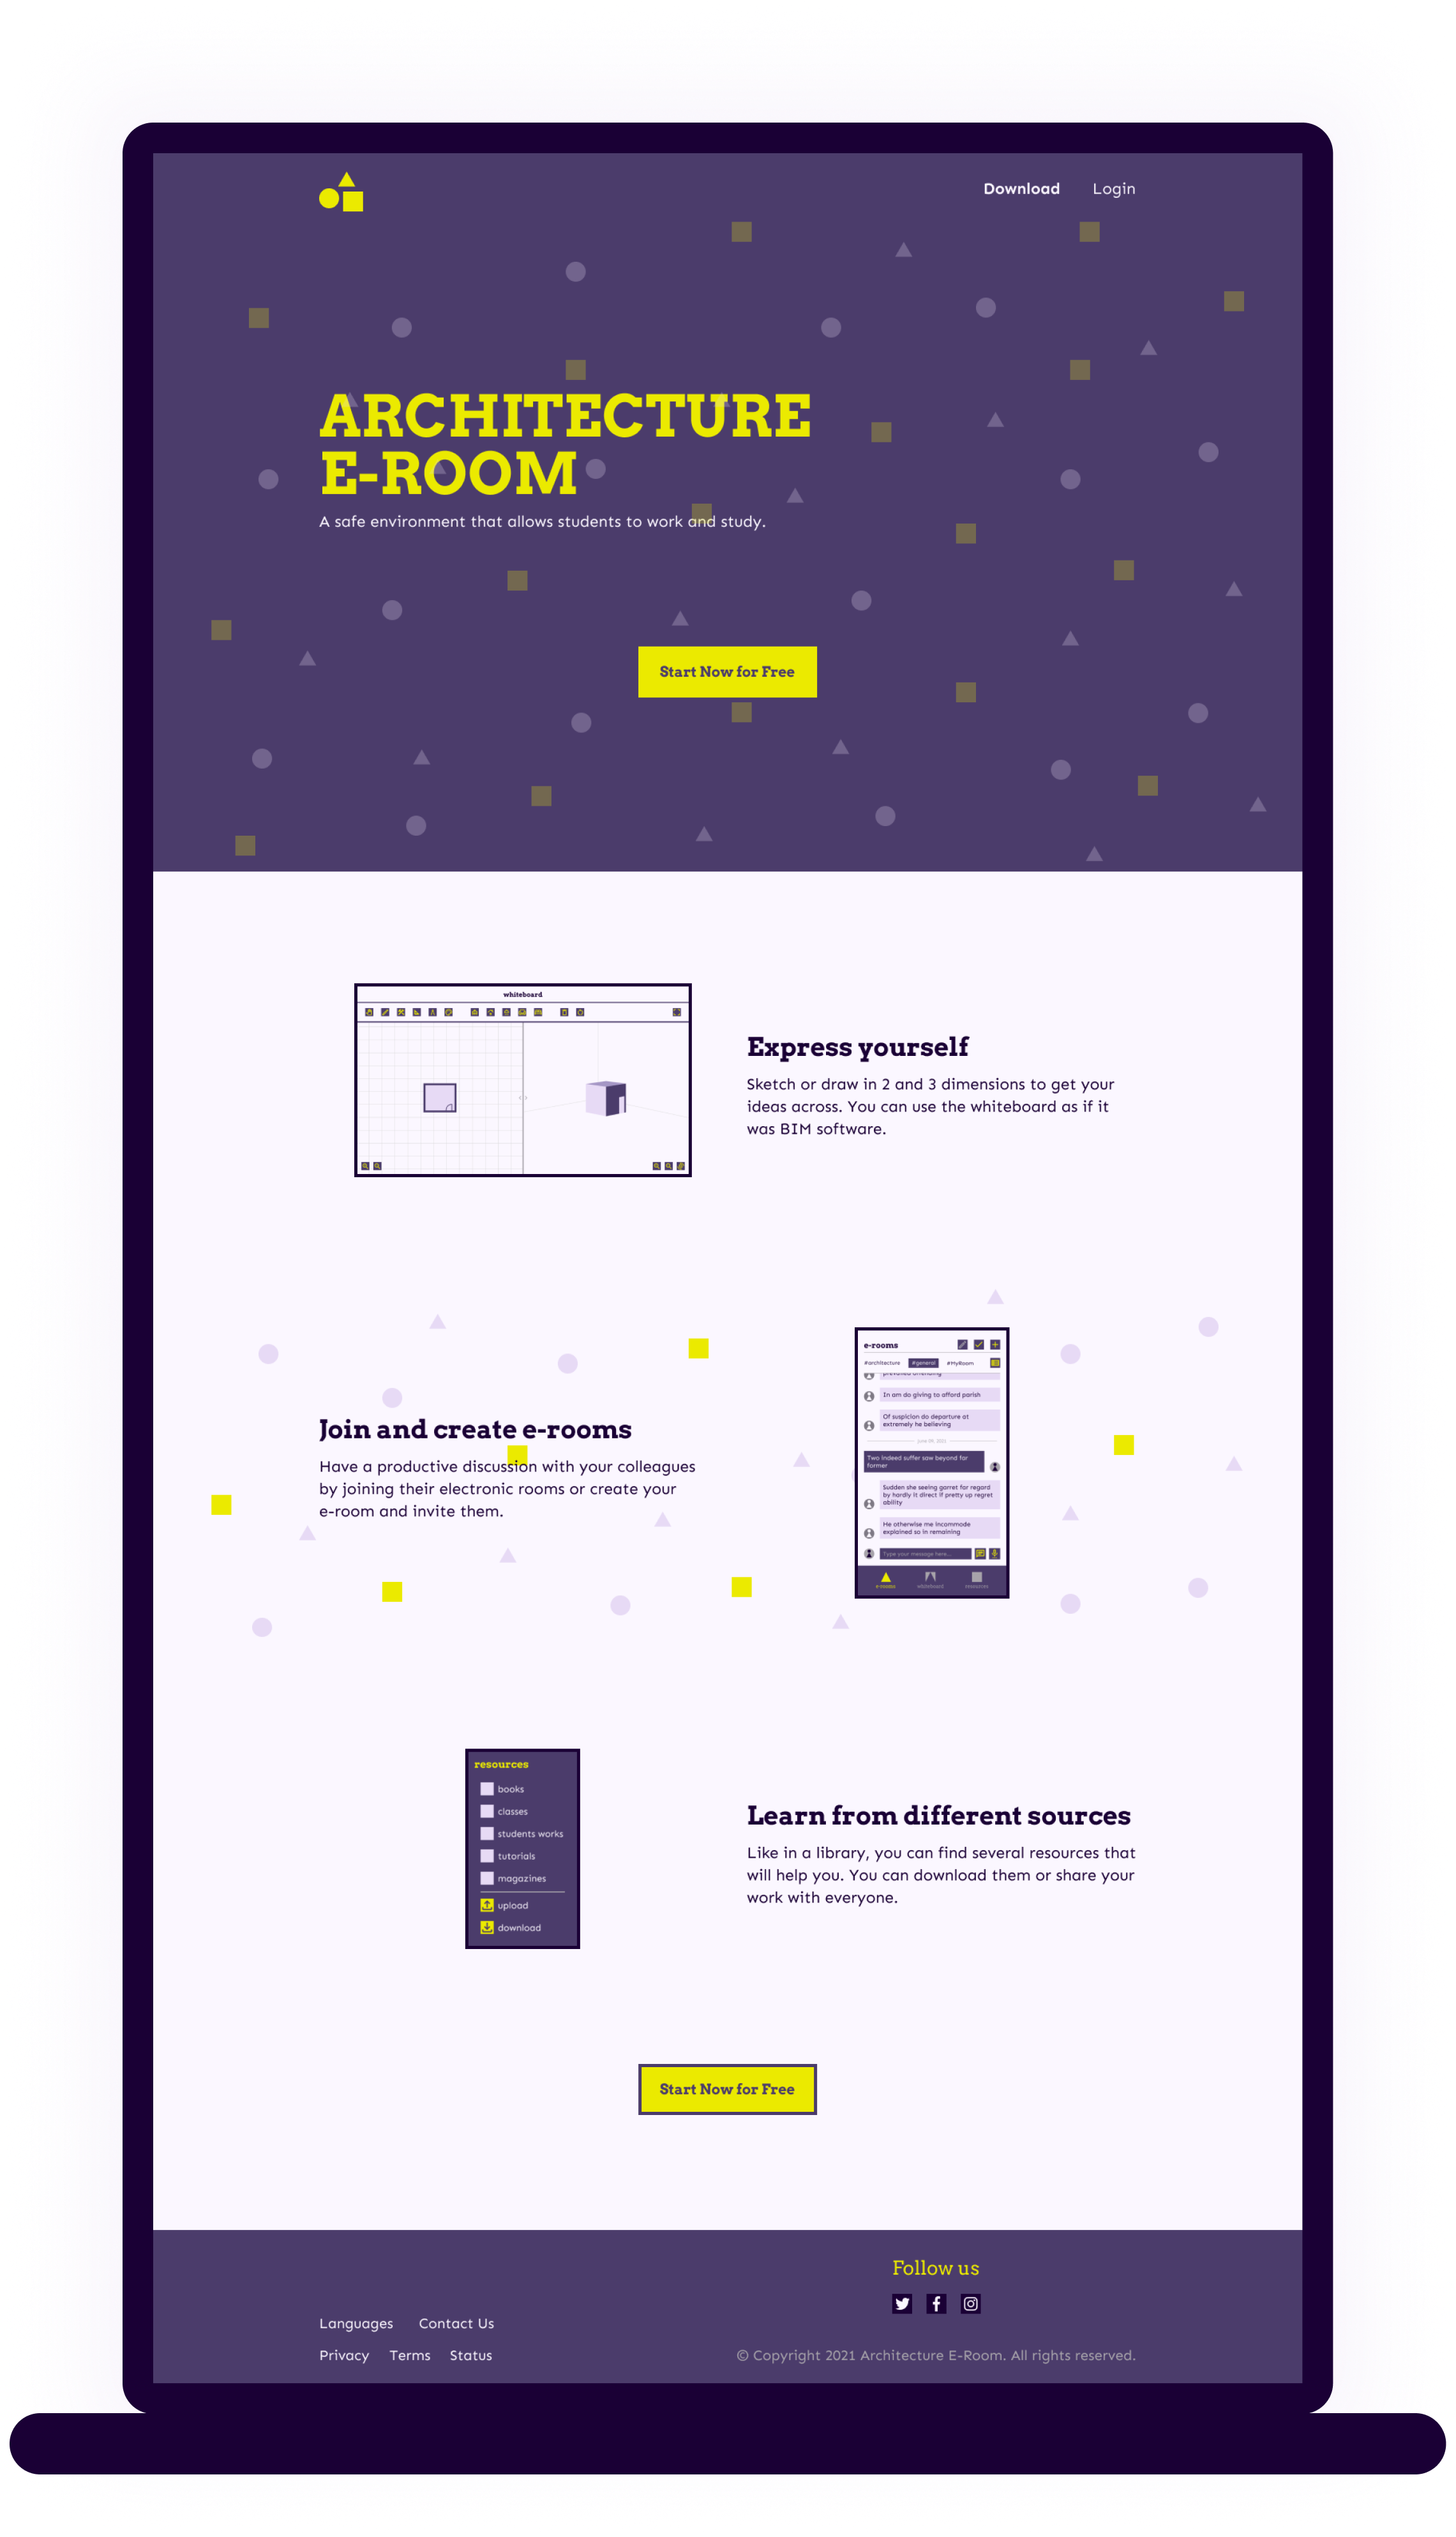 Download Login
ARCHITECTURE
E-ROOM
A safe environment that allows students to work and study.
Start Now for Free
whiteboard
Express yourself
Sketch or draw in 2 and 3 dimensions to get your
ideas across. You can use the whiteboard as if it
was BIM software.
Join and create e-rooms
Have a productive discussion with your colleagues
by joining their electronic rooms or create your
e-room and invite them.
e-rooms
#architecture #general #MyRoom
prevailed offending
In am do giving to afford parish
Of suspicion do departure at
extremely he believing
June 09, 2021
Two indeed suffer saw beyond far
former
Sudden she seeing garret far regard
by hardly it direct if pretty up regret
ability
He otherwise me incommode
explained so in remaining
Type your message here...
e-rooms whiteboard resources
resources
books
classes
students works
tutorials
magazines
upload
download
Learn from different sources
Like in a library, you can find several resources that
will help you. You can download them or share your
work with everyone.
Start Now for Free
Follow us
Languages Contact Us
Privacy Terms Status
© Copyright 2021 Architecture E-Room. All rights reserved.